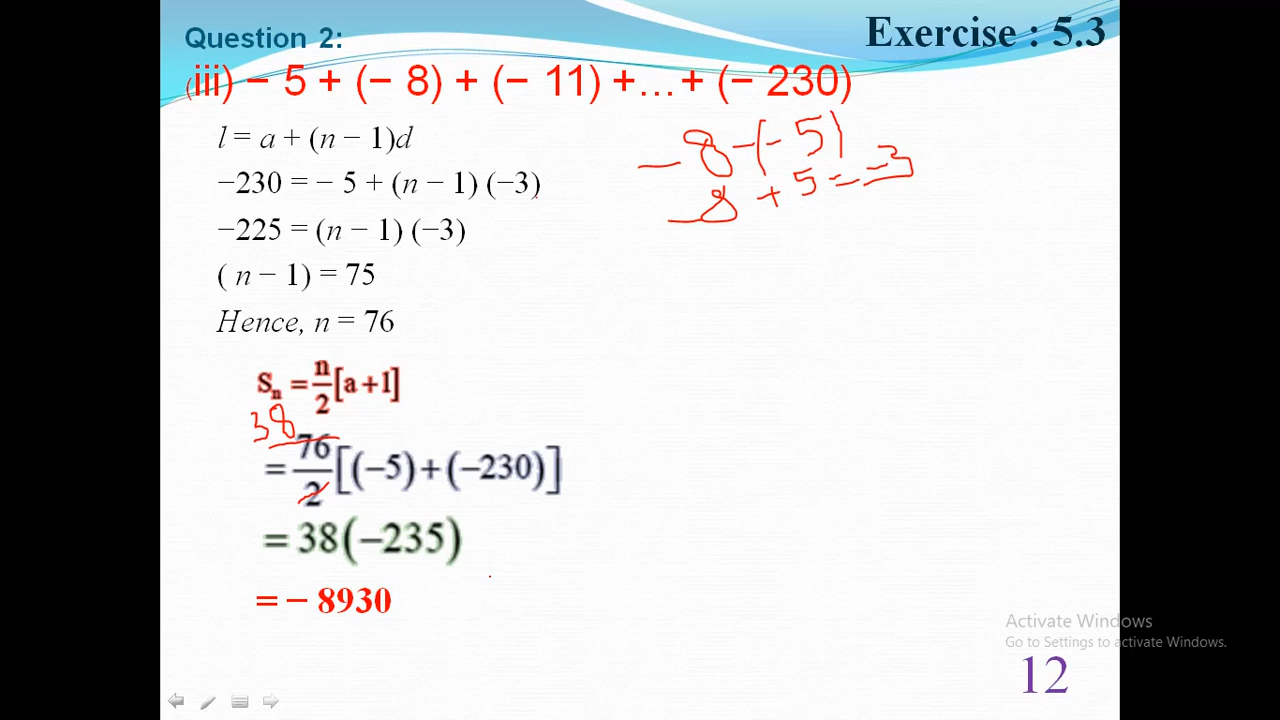 Question 2:
Exercise : 5.3
(iii) − 5 + (− 8) + (− 11) +...+ (− 230)
l = a + (n − 1)d
−230 = − 5 + (n − 1) (−3)
−225 = (n − 1) (−3)
( n − 1) = 75
Hence, n = 76
−8−(−5)
−8 + 5 = −3
Sn = n/2 [a+l]
38
= 76/2 [(−5)+(−230)]
= 38(−235)
= − 8930
Activate Windows
Go to Settings to activate Windows.
12